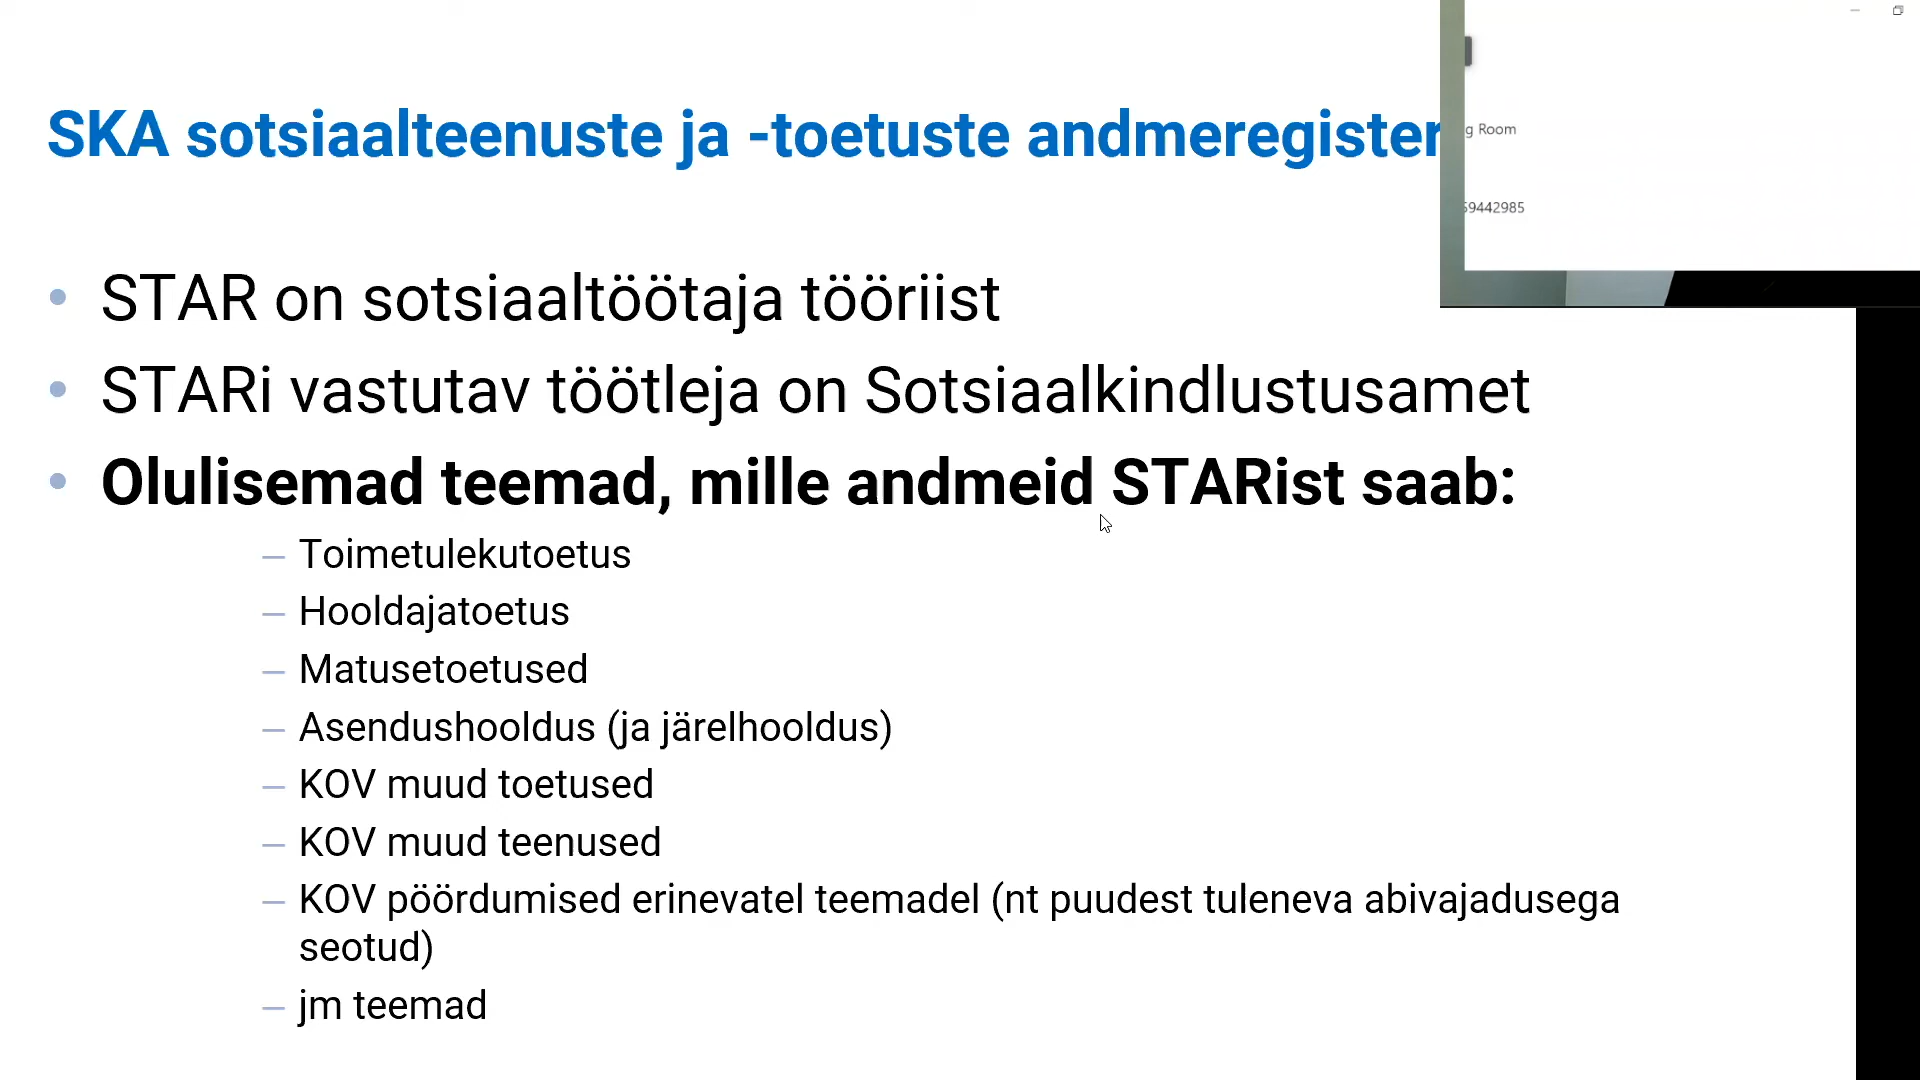 SKA sotsiaalteenuste ja -toetuste andmeregister
g Room
59442985
• STAR on sotsiaaltöötaja tööriist
• STARi vastutav töötleja on Sotsiaalkindlustusamet
• Olulisemad teemad, mille andmeid STARist saab:
– Toimetulekutoetus
– Hooldajatoetus
– Matusetoetused
– Asendushooldus (ja järelhooldus)
– KOV muud toetused
– KOV muud teenused
– KOV pöördumised erinevatel teemadel (nt puudest tuleneva abivajadusega
seotud)
– jm teemad